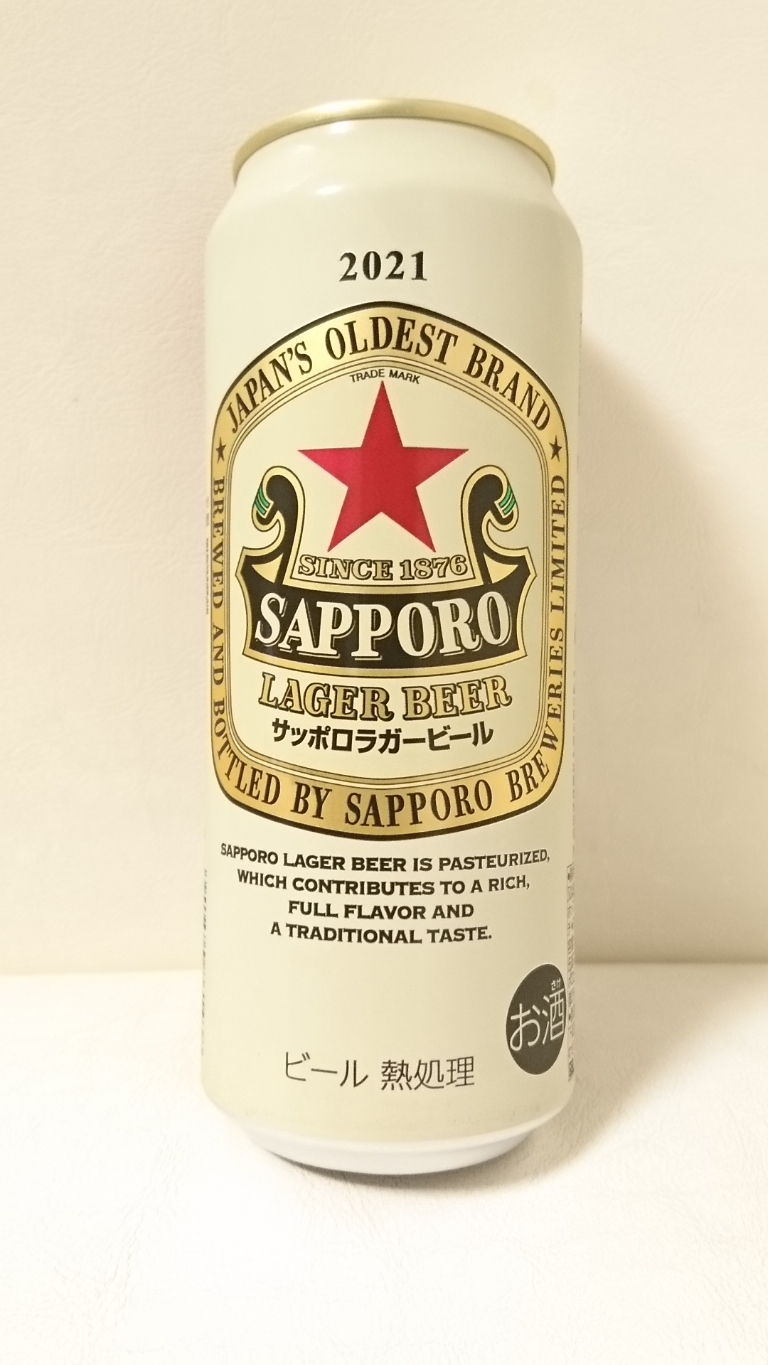 2021
JAPAN'S OLDEST BRAND
TRADE MARK
SINCE 1876
SAPPORO
LAGER BEER
サッポロラガービール
BREWED AND BOTTLED BY SAPPORO BREWERIES LIMITED
SAPPORO LAGER BEER IS PASTEURIZED,
WHICH CONTRIBUTES TO A RICH,
FULL FLAVOR AND
A TRADITIONAL TASTE.
さけ
お酒
ビール 熱処理